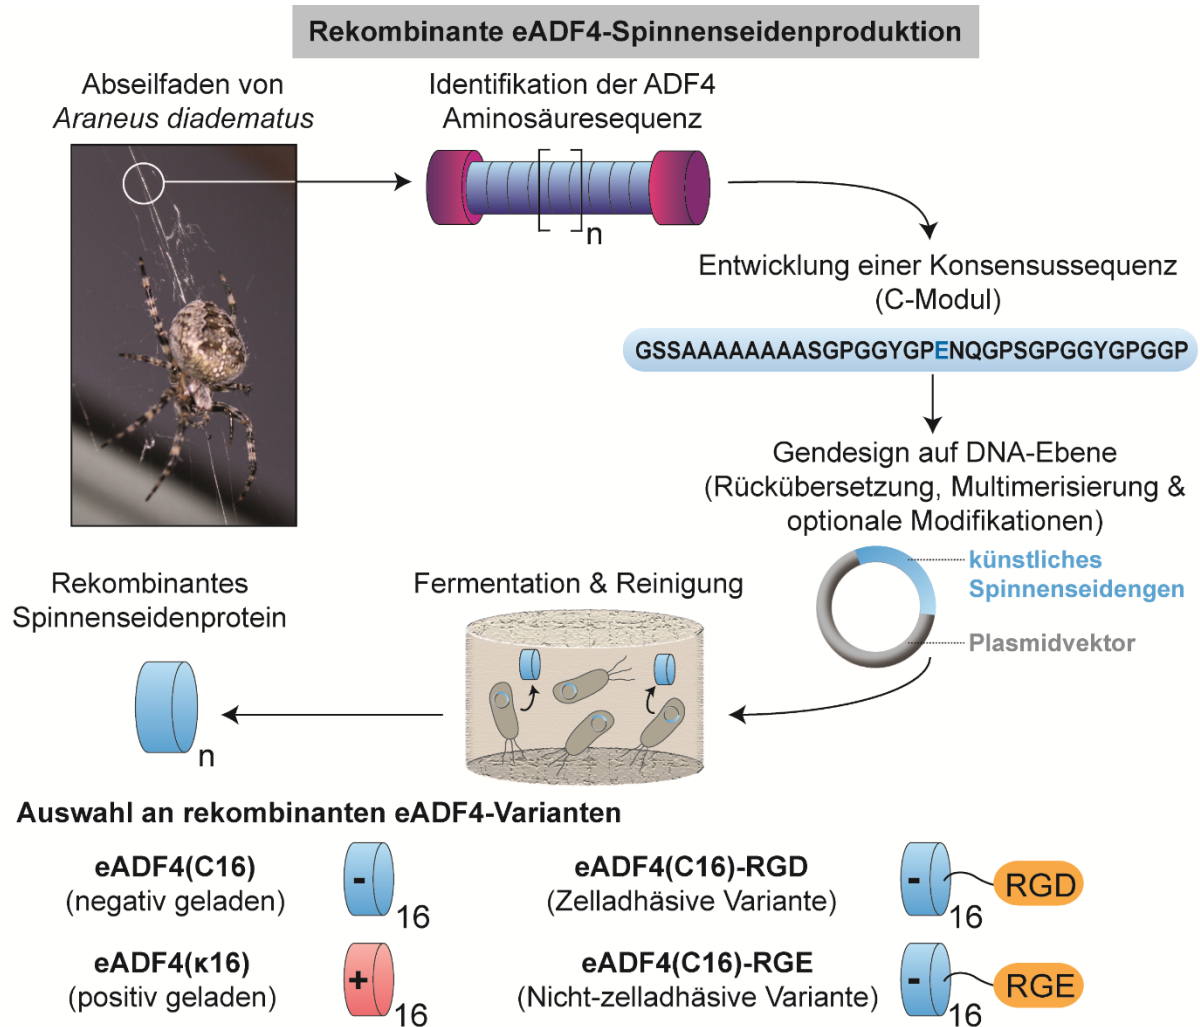 Rekombinante eADF4-Spinnenseidenproduktion
Abseilfaden von
Araneus diadematus
Identifikation der ADF4
Aminosäuresequenz
n
Entwicklung einer Konsensussequenz
(C-Modul)
GSSAAAAAAAASGPGGYGPENQGPSGPGGYGPGGP
Gendesign auf DNA-Ebene
(Rückübersetzung, Multimerisierung &
optionale Modifikationen)
künstliches
Spinnenseidengen
Plasmidvektor
Fermentation & Reinigung
Rekombinantes
Spinnenseidenprotein
n
Auswahl an rekombinanten eADF4-Varianten
eADF4(C16)
(negativ geladen)
-
16
eADF4(C16)-RGD
(Zelladhäsive Variante)
-
16
RGD
eADF4(κ16)
(positiv geladen)
+
16
eADF4(C16)-RGE
(Nicht-zelladhäsive Variante)
-
16
RGE